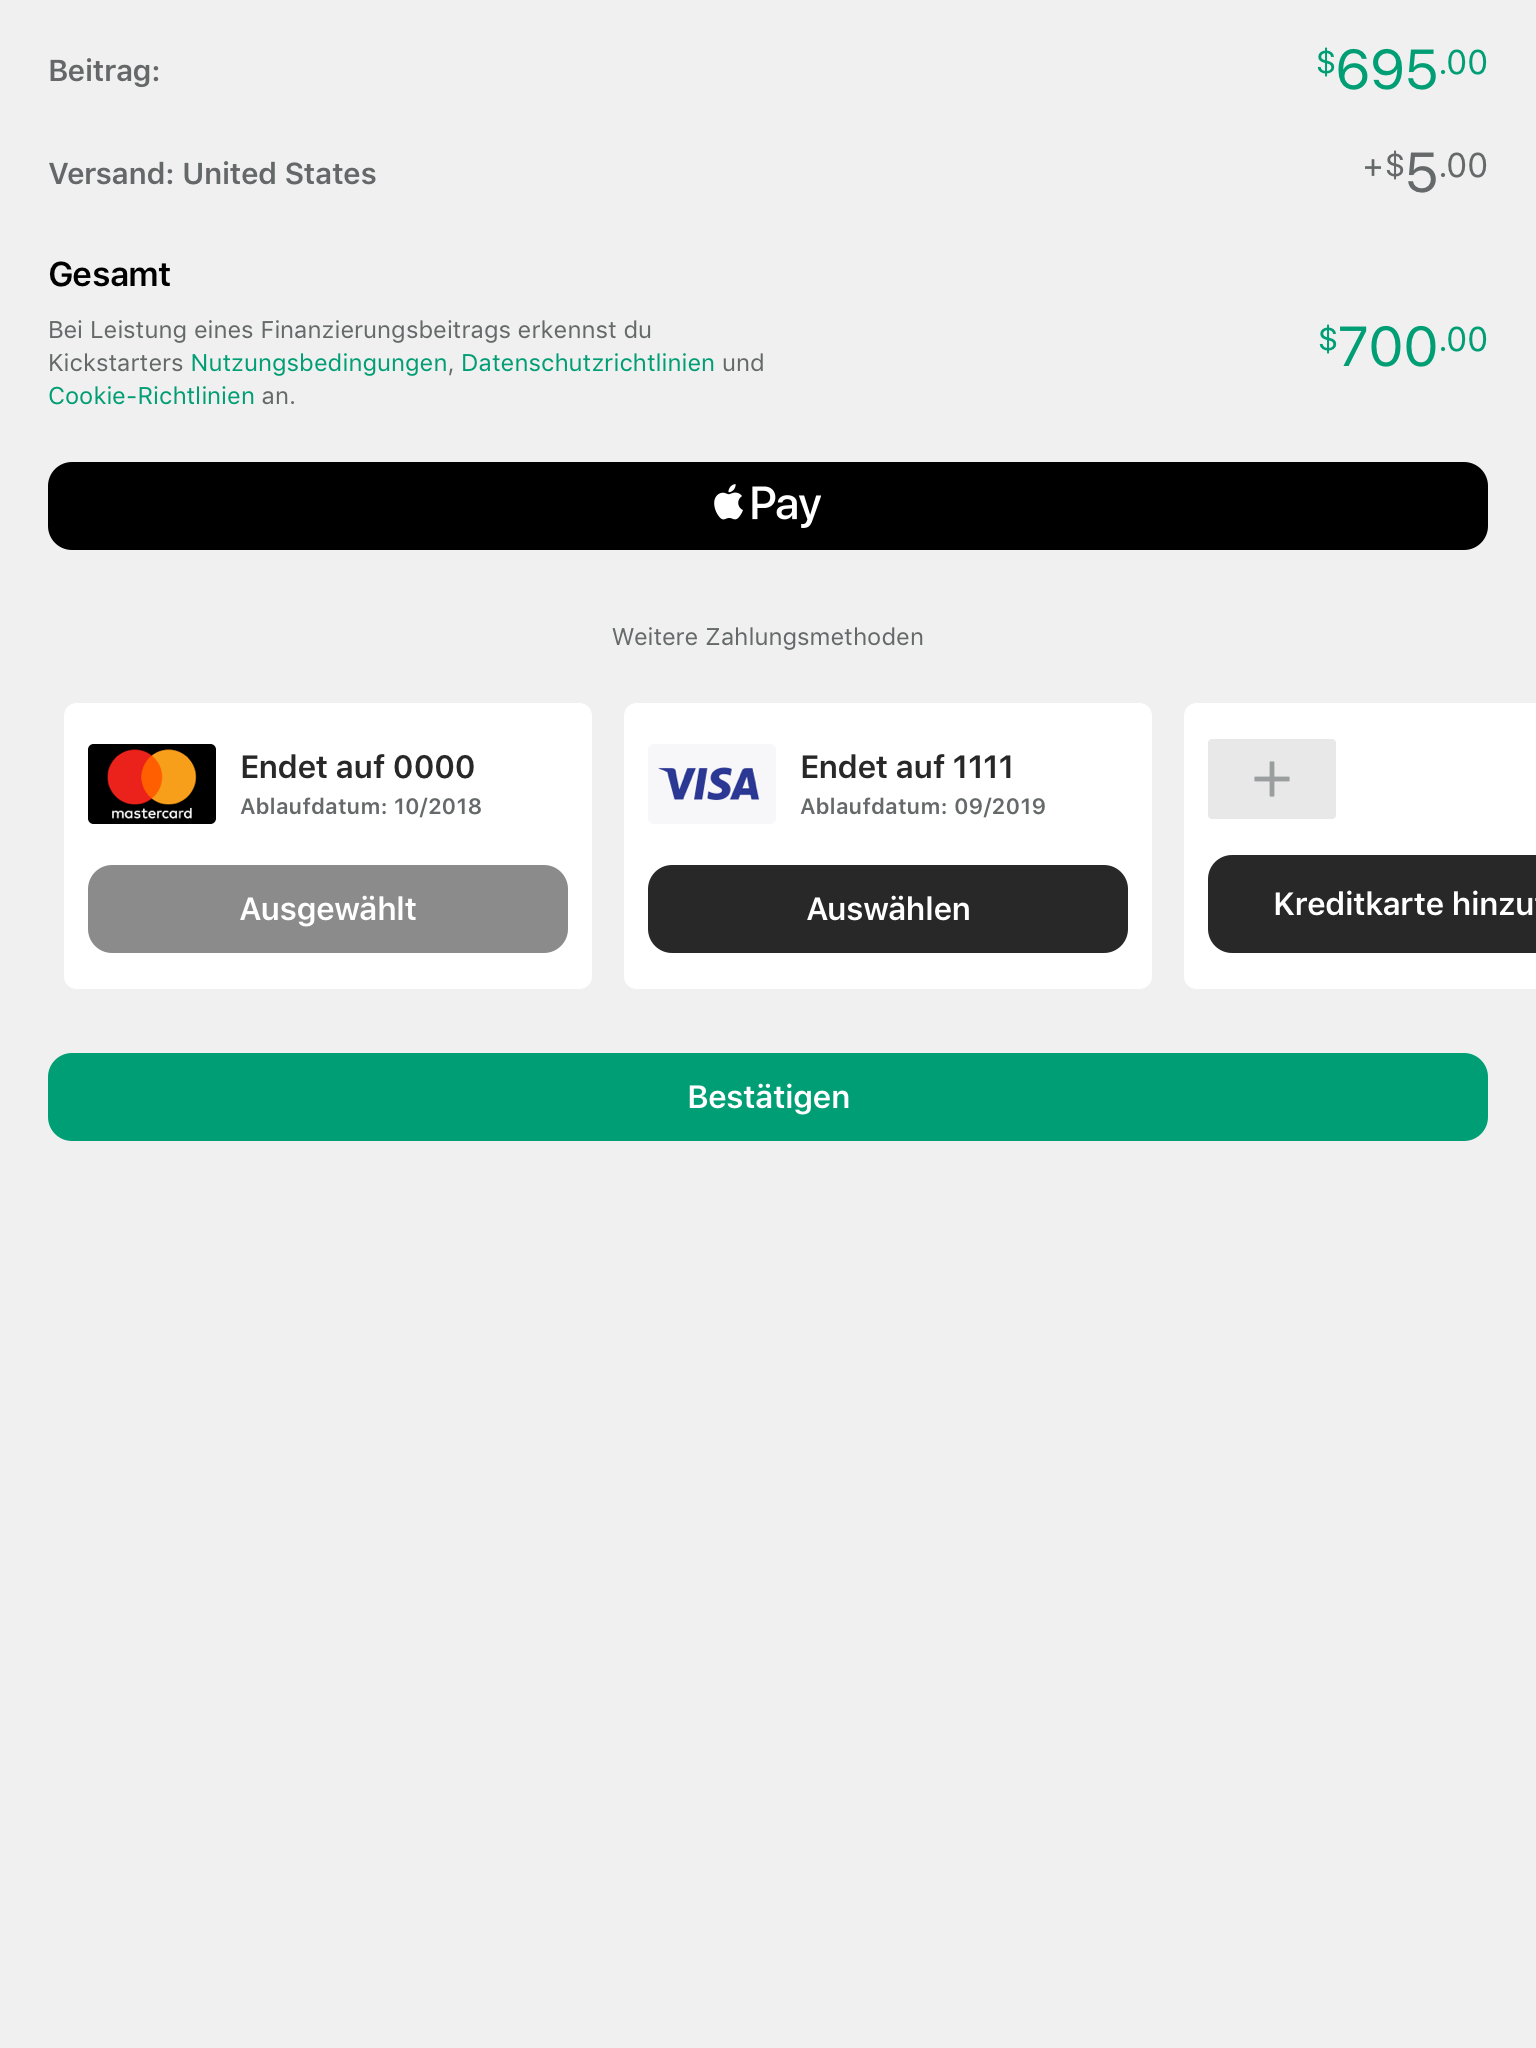 Beitrag:
$695.00
Versand: United States
+$5.00
Gesamt
Bei Leistung eines Finanzierungsbeitrags erkennst du
Kickstarters Nutzungsbedingungen, Datenschutzrichtlinien und
Cookie-Richtlinien an.
$700.00
Pay
Weitere Zahlungsmethoden
mastercard
Endet auf 0000
Ablaufdatum: 10/2018
Ausgewählt
VISA
Endet auf 1111
Ablaufdatum: 09/2019
Auswählen
Kreditkarte
Bestätigen